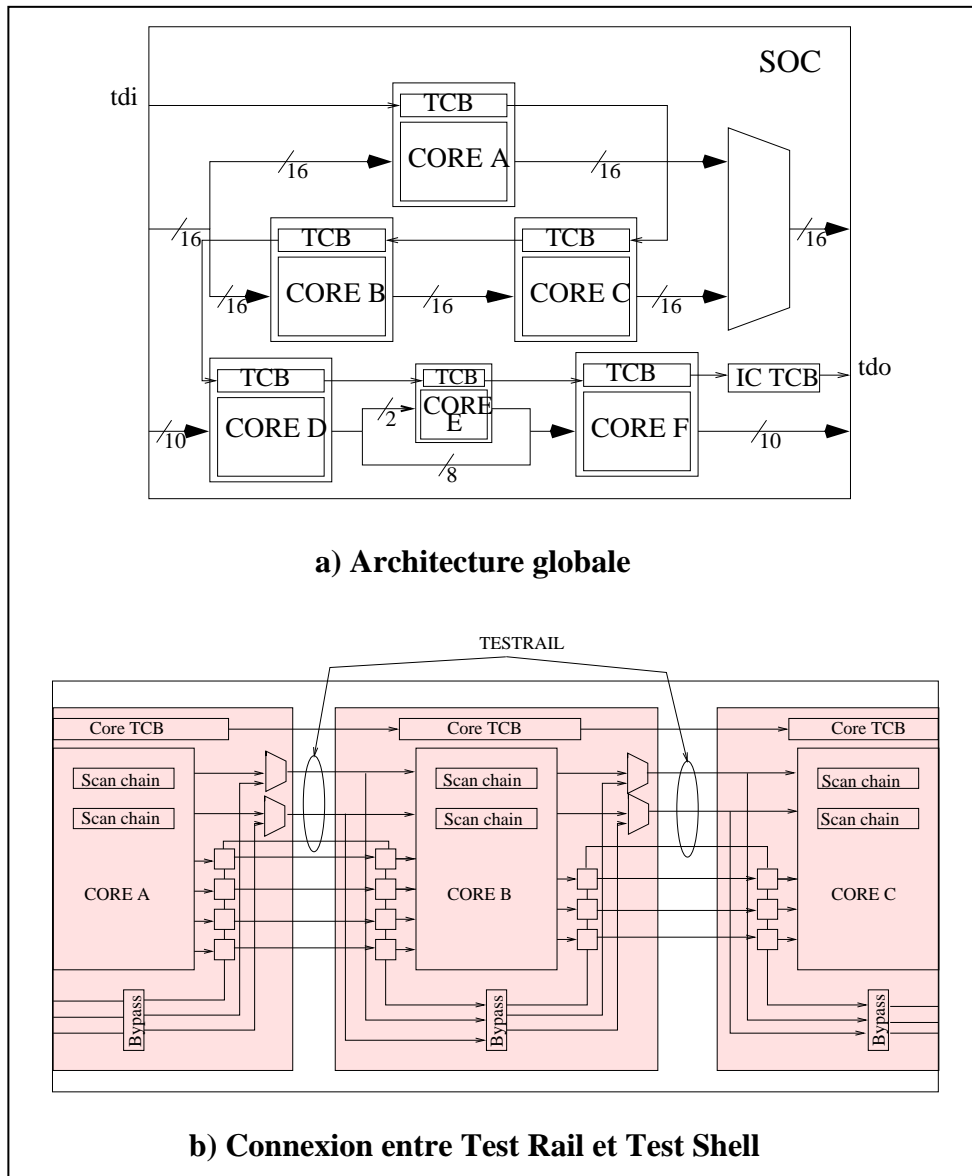 SOC
tdi
TCB
CORE A
16
16
16
16
TCB
TCB
CORE B
CORE C
16
16
16
tdo
TCB
TCB
TCB
IC TCB
CORE D
2
CORE
E
CORE F
10
10
8
a) Architecture globale
TESTRAIL
Core TCB
Core TCB
Core TCB
Scan chain
Scan chain
Scan chain
Scan chain
Scan chain
Scan chain
CORE A
CORE B
CORE C
Bypass
Bypass
Bypass
b) Connexion entre Test Rail et Test Shell